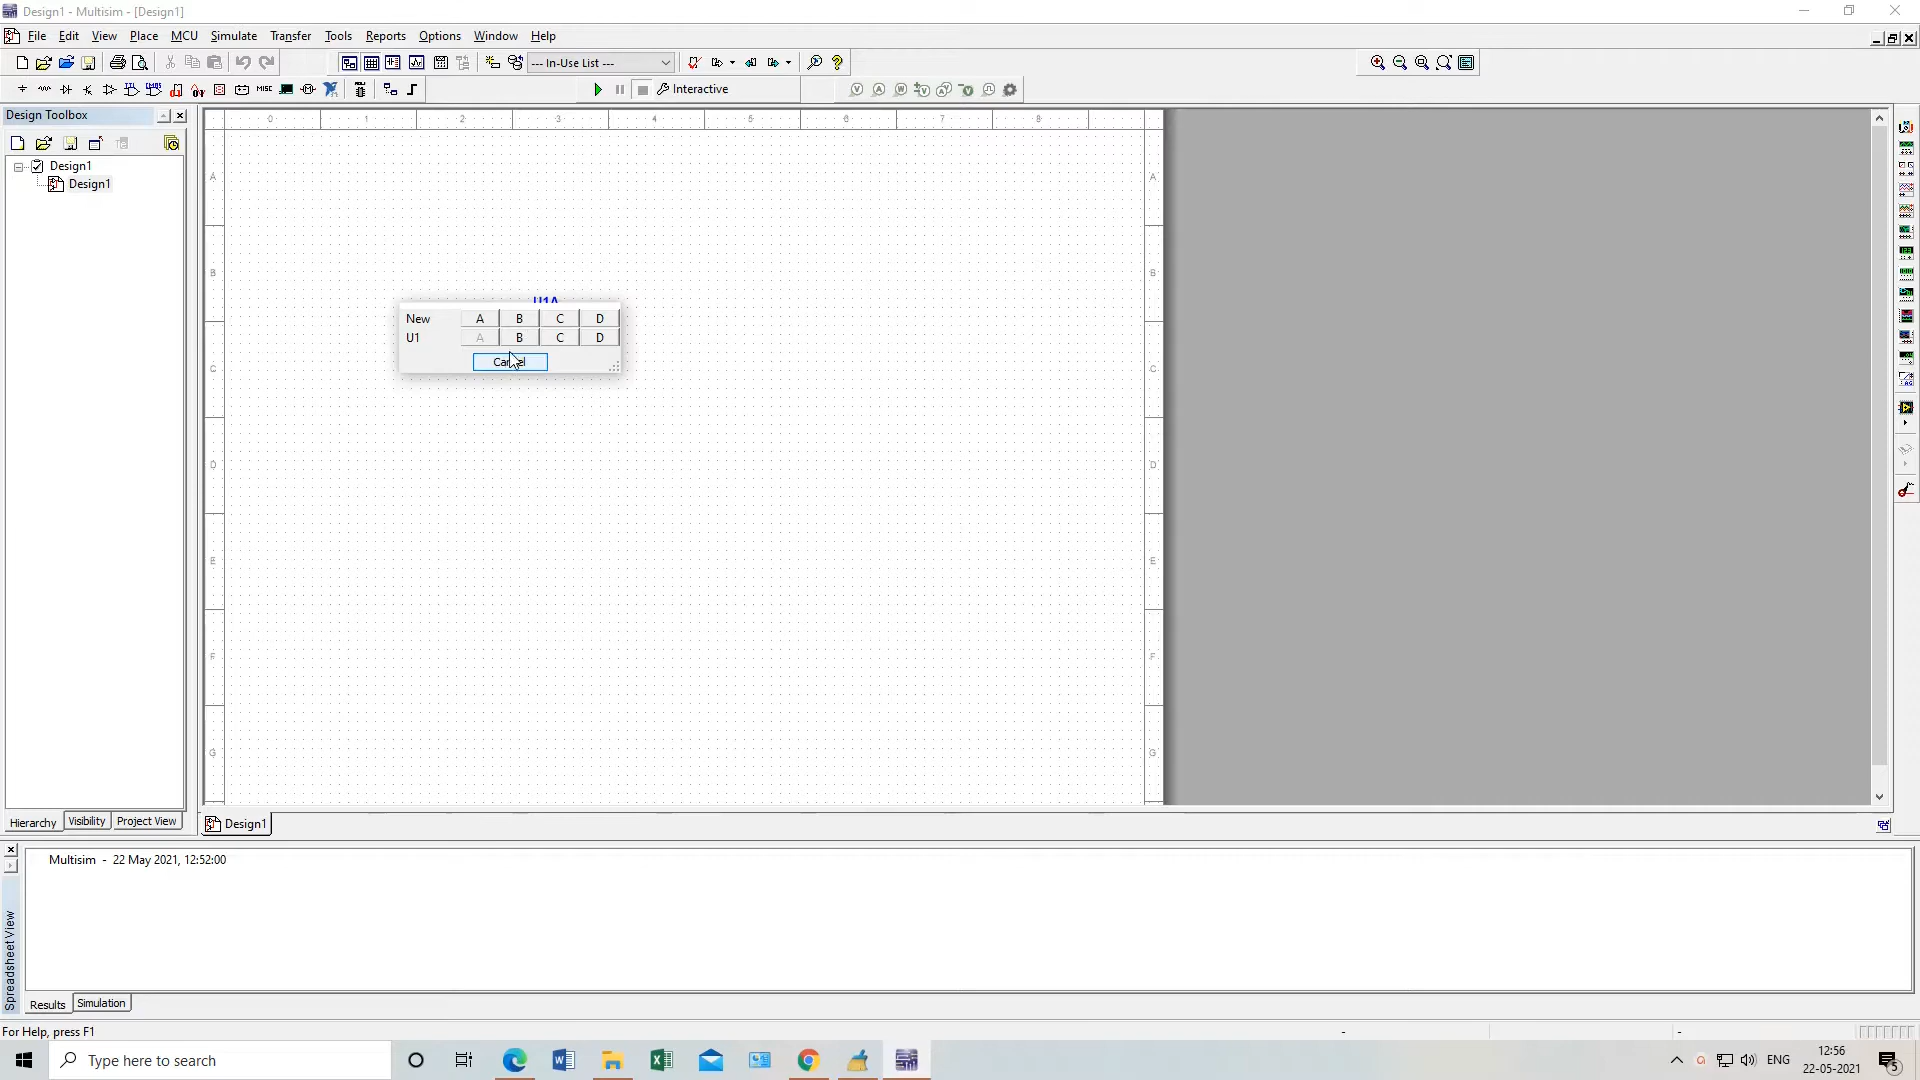 Design1 - Multisim - [Design1]
File Edit View Place MCU Simulate Transfer Tools Reports Options Window Help
--- In-Use List ---
Interactive
Design Toolbox
Design1
Design1
0 1 2 3 4 5 6 7 8
A A
B B
U1A
New A B C D
U1 A B C D
Cancel
C C
D D
E E
F F
G G
Hierarchy Visibility Project View
Design1
Multisim - 22 May 2021, 12:52:00
Spreadsheet View
Results Simulation
For Help, press F1 - -
Type here to search
ENG
12:56
22-05-2021
5